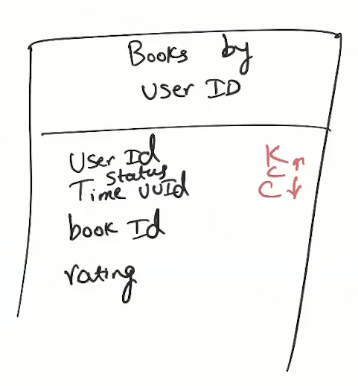 Books by
User ID
User Id K
status C↑
Time UUId C↓
book Id
rating